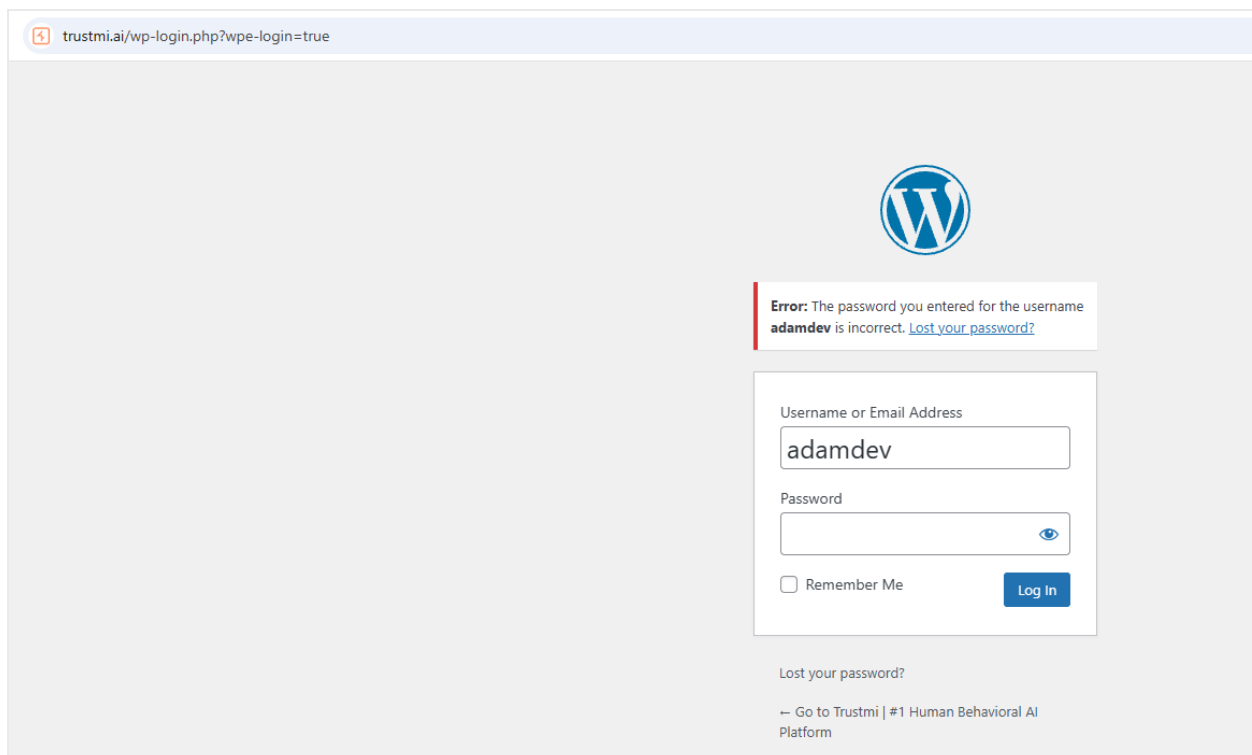 trustmi.ai/wp-login.php?wpe-login=true
Error: The password you entered for the username
adamdev is incorrect. Lost your password?
Username or Email Address
adamdev
Password
Remember Me
Log In
Lost your password?
← Go to Trustmi | #1 Human Behavioral AI
Platform